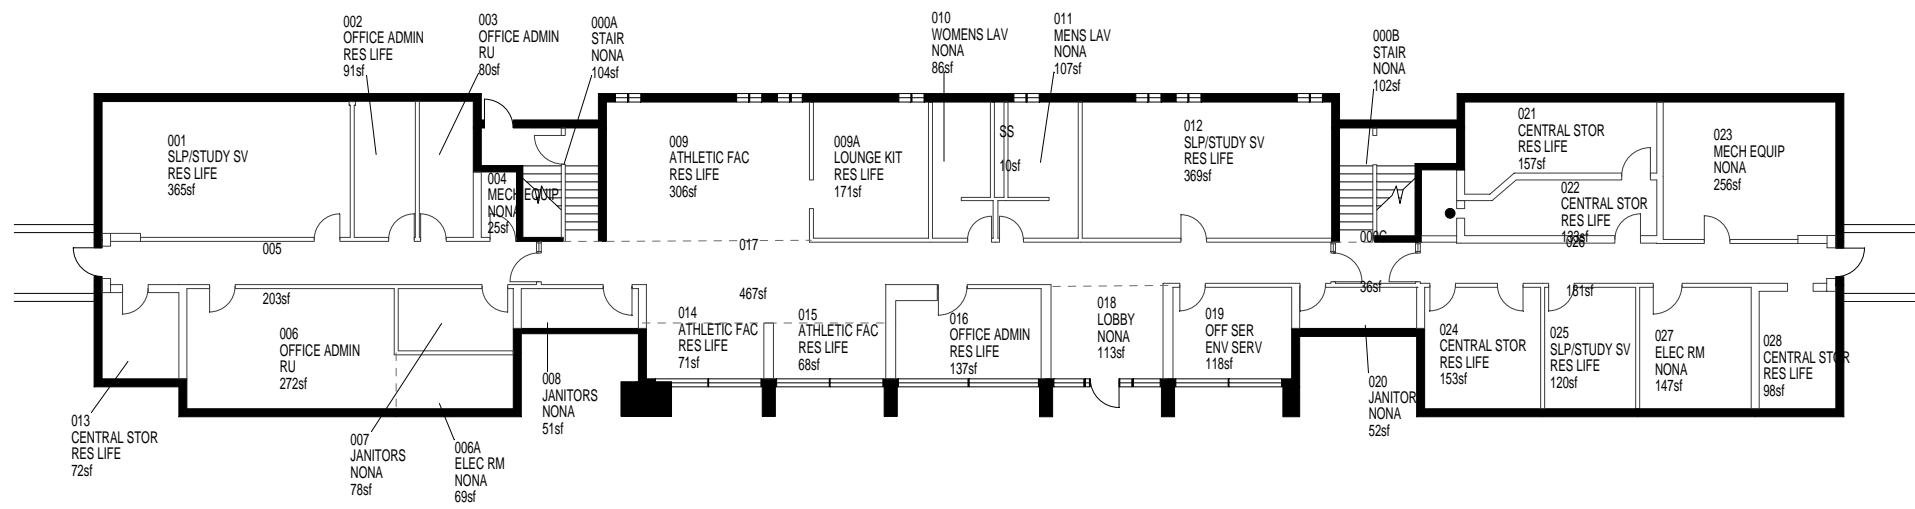 002
OFFICE ADMIN
RES LIFE
91sf
003
OFFICE ADMIN
RU
80sf
000A
STAIR
NONA
104sf
010
WOMENS LAV
NONA
86sf
011
MENS LAV
NONA
107sf
000B
STAIR
NONA
102sf
001
SLP/STUDY SV
RES LIFE
365sf
004
MECH EQUIP
NONA
25sf
009
ATHLETIC FAC
RES LIFE
306sf
009A
LOUNGE KIT
RES LIFE
171sf
SS
10sf
012
SLP/STUDY SV
RES LIFE
369sf
021
CENTRAL STOR
RES LIFE
157sf
022
CENTRAL STOR
RES LIFE
133sf
023
MECH EQUIP
NONA
256sf
005
203sf
017
467sf
000C
36sf
026
181sf
006
OFFICE ADMIN
RU
272sf
014
ATHLETIC FAC
RES LIFE
71sf
015
ATHLETIC FAC
RES LIFE
68sf
016
OFFICE ADMIN
RES LIFE
137sf
018
LOBBY
NONA
113sf
019
OFF SER
ENV SERV
118sf
024
CENTRAL STOR
RES LIFE
153sf
025
SLP/STUDY SV
RES LIFE
120sf
027
ELEC RM
NONA
147sf
028
CENTRAL STOR
RES LIFE
98sf
013
CENTRAL STOR
RES LIFE
72sf
007
JANITORS
NONA
78sf
006A
ELEC RM
NONA
69sf
008
JANITORS
NONA
51sf
020
JANITOR
NONA
52sf